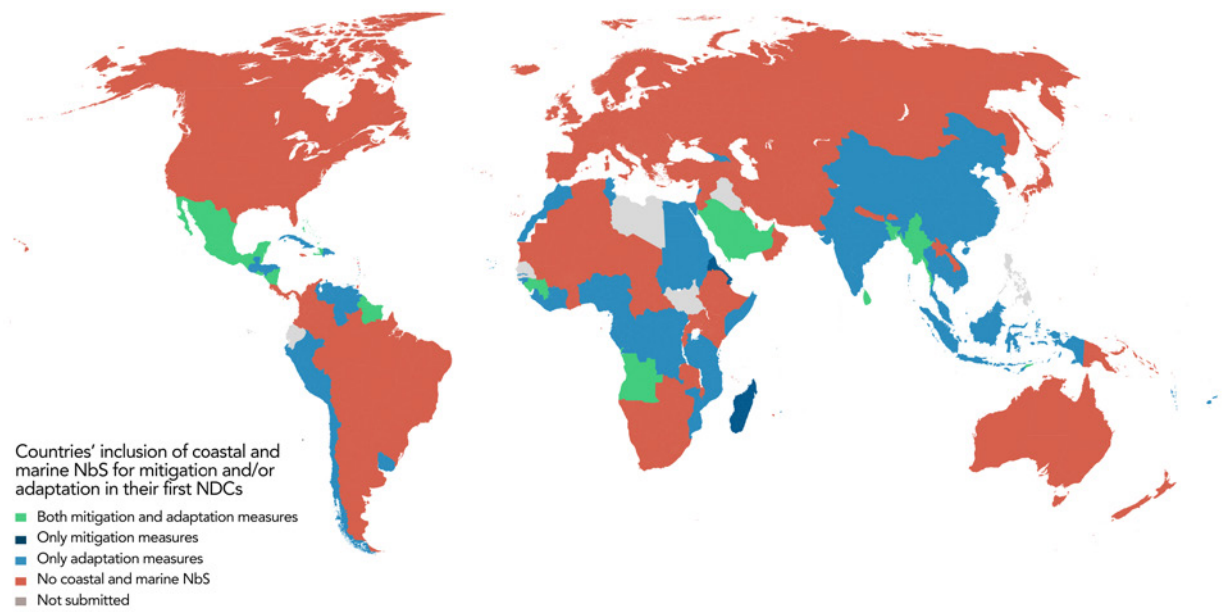 Countries' inclusion of coastal and
marine NbS for mitigation and/or
adaptation in their first NDCs
Both mitigation and adaptation measures
Only mitigation measures
Only adaptation measures
No coastal and marine NbS
Not submitted